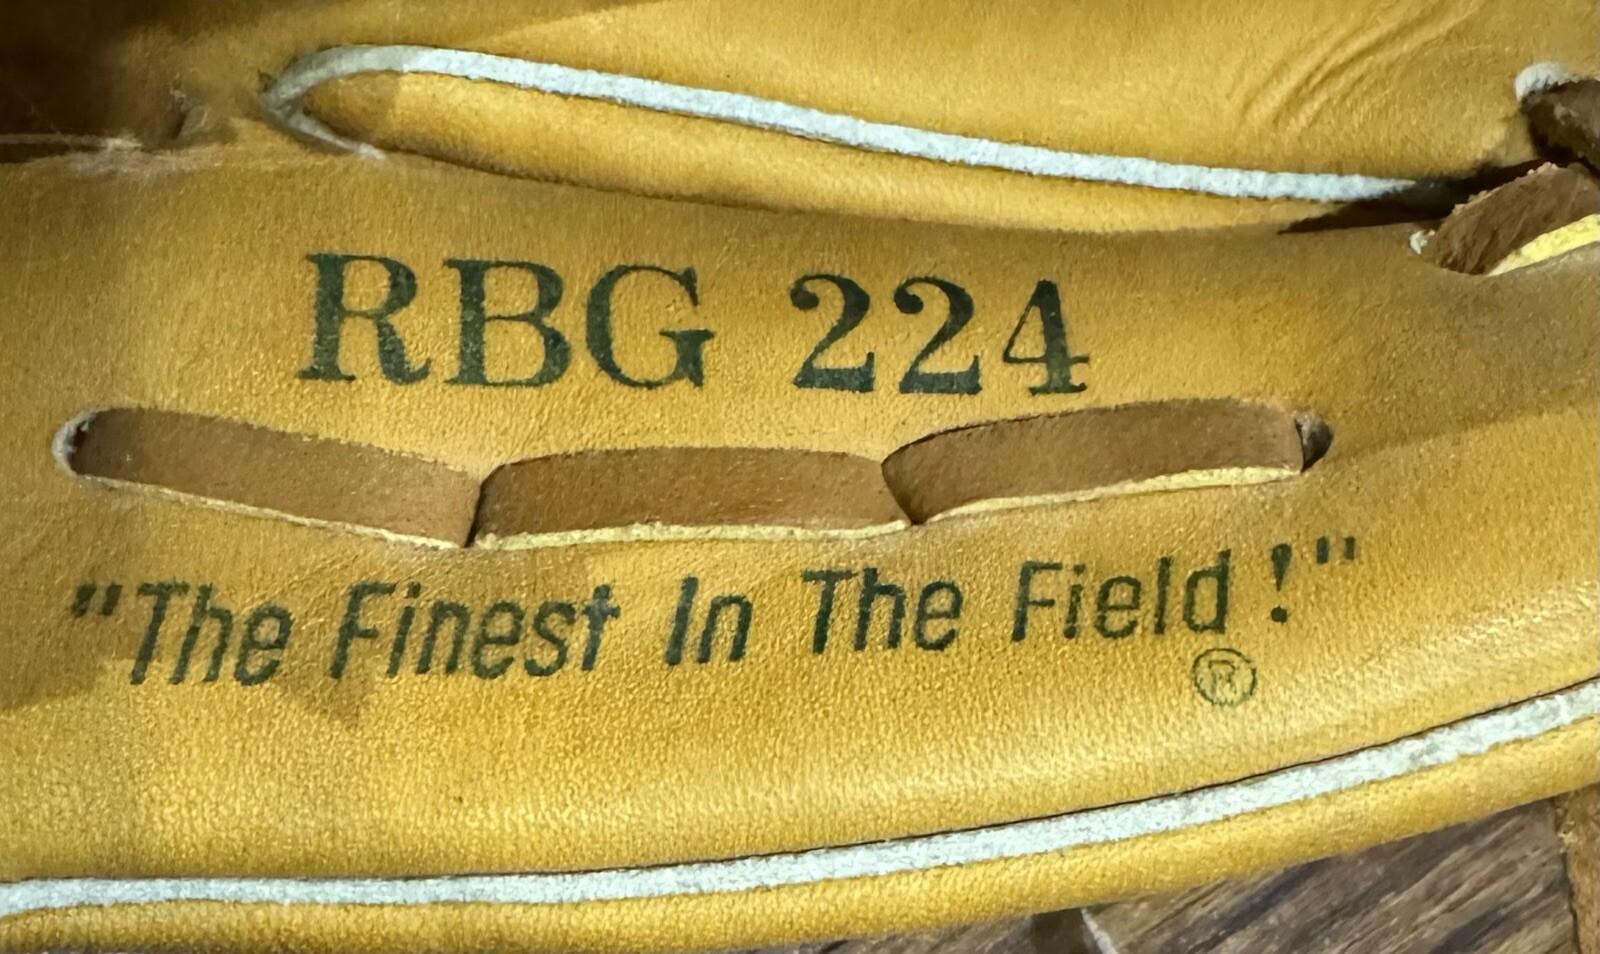 RBG 224
"The Finest In The Field!"
®